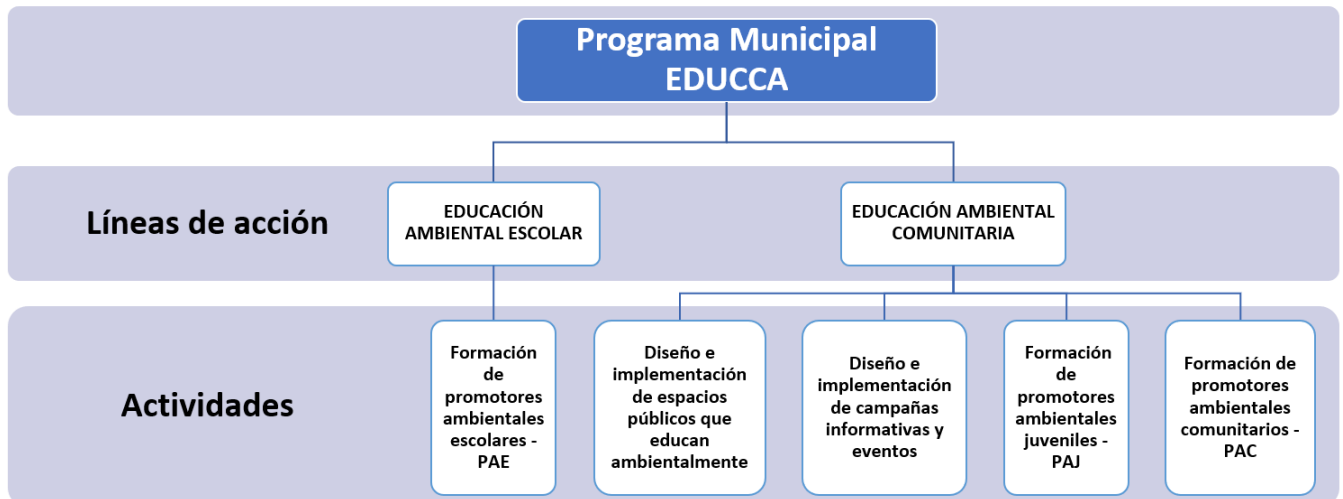 Programa Municipal
EDUCCA
Líneas de acción
EDUCACIÓN
AMBIENTAL ESCOLAR
EDUCACIÓN AMBIENTAL
COMUNITARIA
Actividades
Formación
de
promotores
ambientales
escolares -
PAE
Diseño e
implementación
de espacios
públicos que
educan
ambientalmente
Diseño e
implementación
de campañas
informativas y
eventos
Formación
de
promotores
ambientales
juveniles -
PAJ
Formación de
promotores
ambientales
comunitarios -
PAC